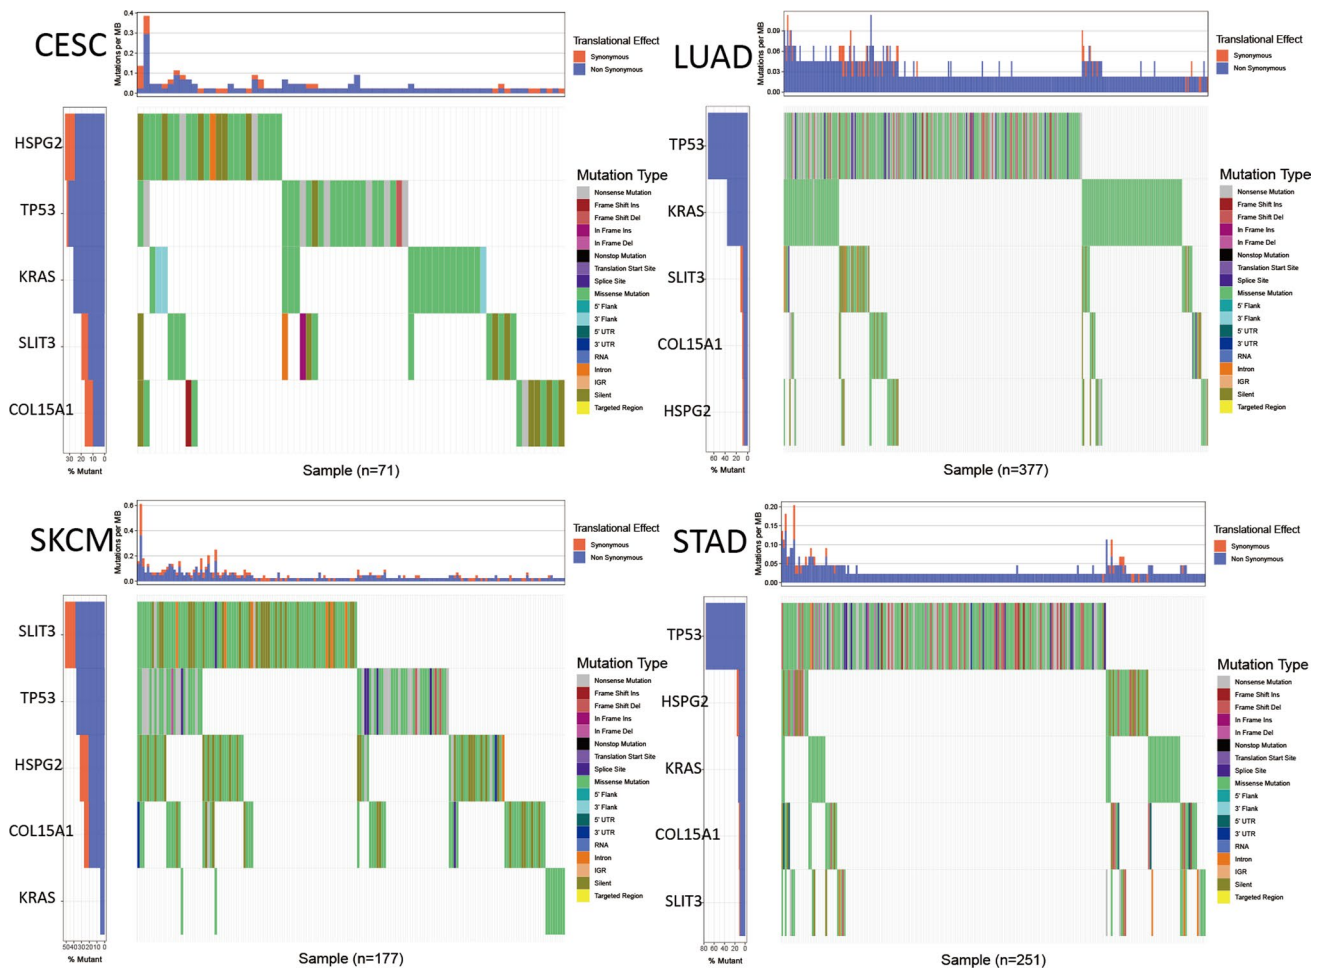 CESC
Mutations per MB
0.4
0.3
0.2
0.1
0.0
Translational Effect
Synonymous
Non Synonymous
HSPG2
TP53
KRAS
SLIT3
COL15A1
30 20 10 0
% Mutant
Sample (n=71)
Mutation Type
Nonsense Mutation
Frame Shift Ins
Frame Shift Del
In Frame Ins
In Frame Del
Nonstop Mutation
Translation Start Site
Splice Site
Missense Mutation
5' Flank
3' Flank
5' UTR
3' UTR
RNA
Intron
IGR
Silent
Targeted Region
LUAD
Mutations per MB
0.09
0.06
0.03
0.00
Translational Effect
Synonymous
Non Synonymous
TP53
KRAS
SLIT3
COL15A1
HSPG2
60 40 20 0
% Mutant
Sample (n=377)
Mutation Type
Nonsense Mutation
Frame Shift Ins
Frame Shift Del
In Frame Ins
In Frame Del
Nonstop Mutation
Translation Start Site
Splice Site
Missense Mutation
5' Flank
3' Flank
5' UTR
3' UTR
RNA
Intron
IGR
Silent
Targeted Region
SKCM
Mutations per MB
0.6
0.4
0.2
0.0
Translational Effect
Synonymous
Non Synonymous
SLIT3
TP53
HSPG2
COL15A1
KRAS
50 40 30 20 10 0
% Mutant
Sample (n=177)
Mutation Type
Nonsense Mutation
Frame Shift Ins
Frame Shift Del
In Frame Ins
In Frame Del
Nonstop Mutation
Translation Start Site
Splice Site
Missense Mutation
5' Flank
3' Flank
5' UTR
3' UTR
RNA
Intron
IGR
Silent
Targeted Region
STAD
Mutations per MB
0.20
0.15
0.10
0.05
0.00
Translational Effect
Synonymous
Non Synonymous
TP53
HSPG2
KRAS
COL15A1
SLIT3
80 60 40 20 0
% Mutant
Sample (n=251)
Mutation Type
Nonsense Mutation
Frame Shift Ins
Frame Shift Del
In Frame Ins
In Frame Del
Nonstop Mutation
Translation Start Site
Splice Site
Missense Mutation
5' Flank
3' Flank
5' UTR
3' UTR
RNA
Intron
IGR
Silent
Targeted Region